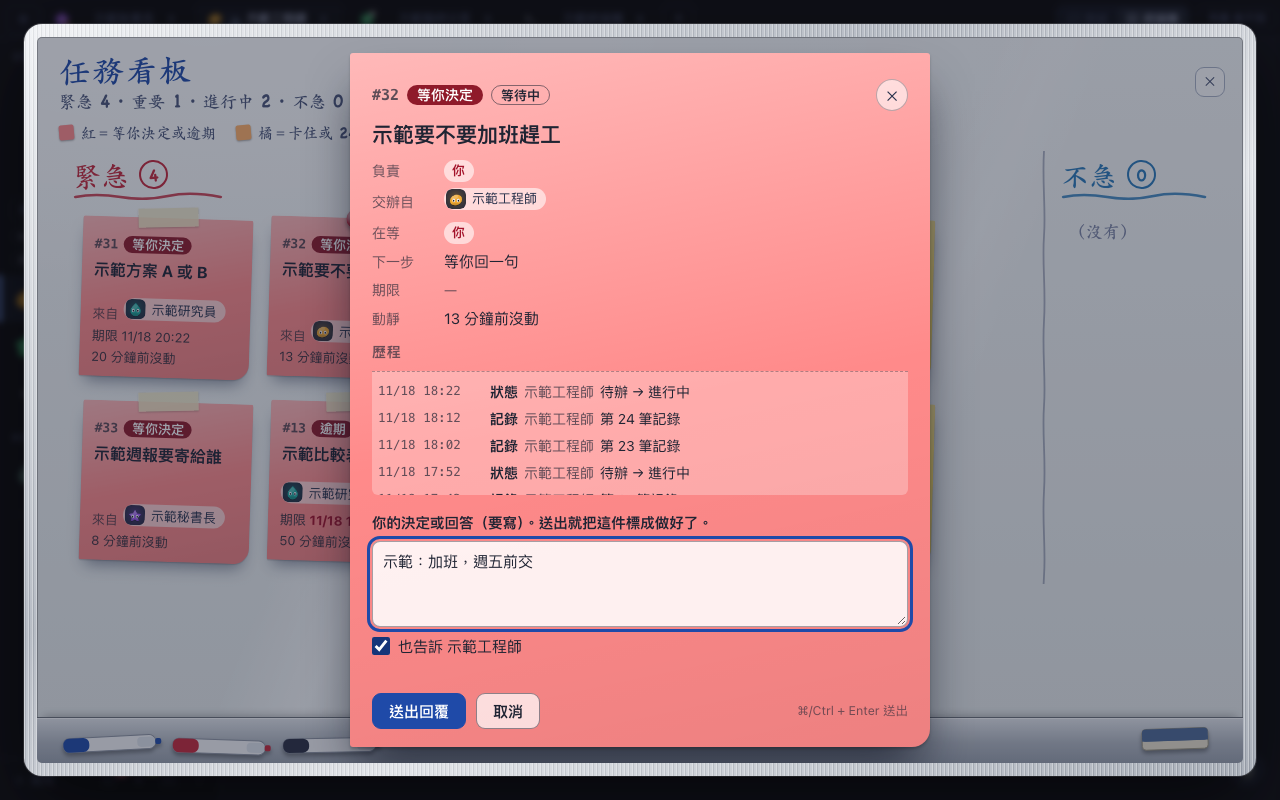 任務看板
緊急 4・重要 1・進行中 2・不急 0
紅＝等你決定或逾期 橘＝卡住或 24
緊急 4
#31 等你決定
示範方案 A 或 B
來自 示範研究員
期限 11/18 20:22
20 分鐘前沒動
#32 等你
示範要不
來自
13 分鐘前沒動
#33 等你決定
示範週報要寄給誰
來自 示範秘書長
8 分鐘前沒動
#13 逾期
示範比較
示範研
期限 11/18 1
50 分鐘前沒動
#32 等你決定 等待中
示範要不要加班趕工
負責 你
交辦自 示範工程師
在等 你
下一步 等你回一句
期限 —
動靜 13 分鐘前沒動
歷程
11/18 18:22 狀態 示範工程師 待辦 → 進行中
11/18 18:12 記錄 示範工程師 第 24 筆記錄
11/18 18:02 記錄 示範工程師 第 23 筆記錄
11/18 17:52 狀態 示範工程師 待辦 → 進行中
你的決定或回答（要寫）。送出就把這件標成做好了。
示範：加班，週五前交
也告訴 示範工程師
送出回覆 取消 ⌘/Ctrl + Enter 送出
不急 0
（沒有）